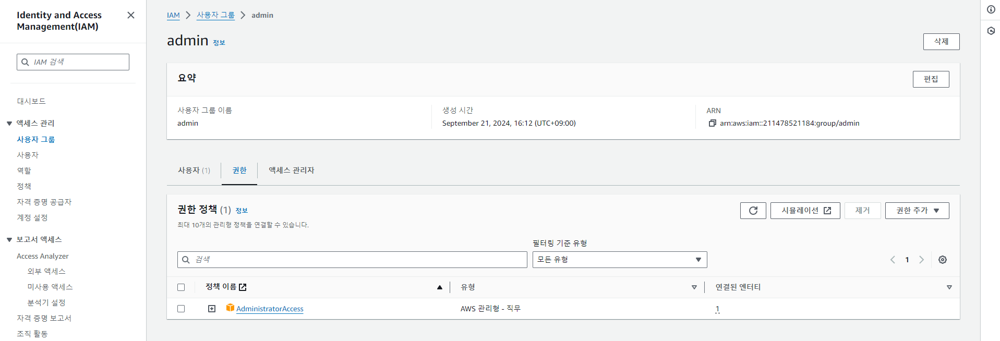 Identity and Access
Management(IAM)
IAM 검색
대시보드
액세스 관리
사용자 그룹
사용자
역할
정책
자격 증명 공급자
계정 설정
보고서 액세스
Access Analyzer
외부 액세스
미사용 액세스
분석기 설정
자격 증명 보고서
조직 활동
IAM 사용자 그룹 admin
admin 정보
삭제
요약
편집
사용자 그룹 이름
admin
생성 시간
September 21, 2024, 16:12 (UTC+09:00)
ARN
arn:aws:iam::211478521184:group/admin
사용자 (1) 권한 액세스 관리자
권한 정책 (1) 정보
최대 10개의 관리형 정책을 연결할 수 있습니다.
시뮬레이션 제거 권한 추가
필터링 기준 유형
검색 모든 유형 1
정책 이름 유형 연결된 엔터티
AdministratorAccess AWS 관리형 - 직무 1